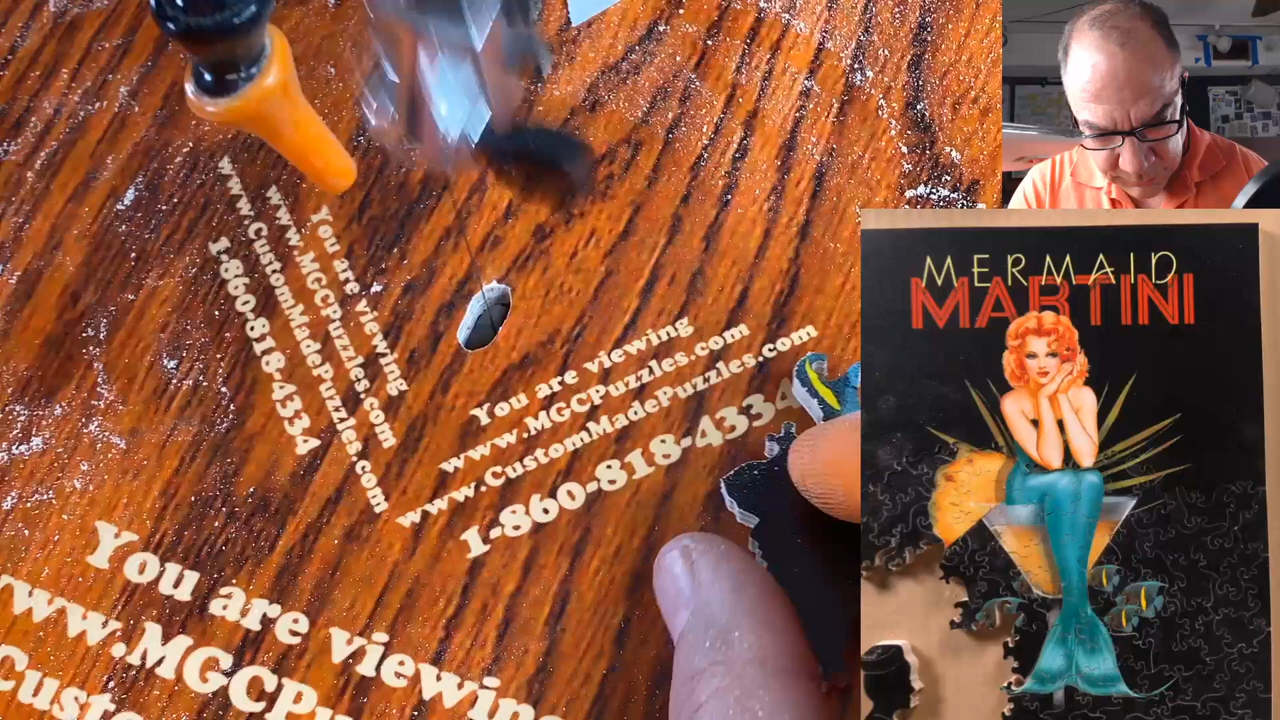 MERMAID
MARTINI
You are viewing
www.MGCPuzzles.com
www.CustomMadePuzzles.com
1-860-818-4334
You are viewing
www.MGCPuzzles.com
www.CustomMadePuzzles.com
1-860-818-4334
You are viewing
www.MGCPu
Custo